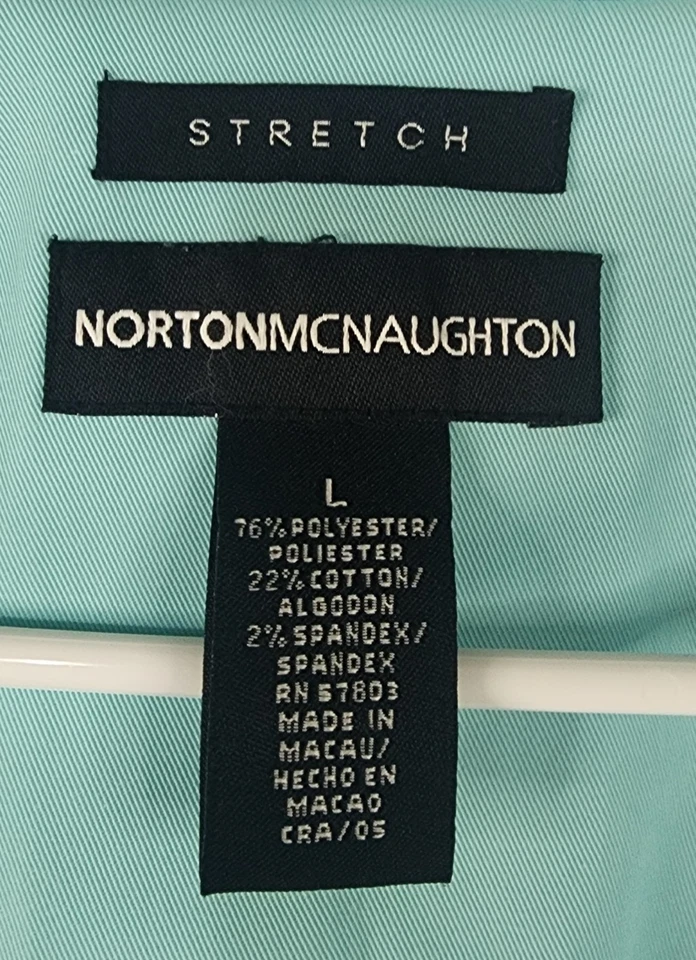 STRETCH
NORTONMCNAUGHTON
L
76% POLYESTER/
POLIESTER
22% COTTON/
ALGODON
2% SPANDEX/
SPANDEX
RN 57803
MADE IN
MACAU/
HECHO EN
MACAO
CRA/05